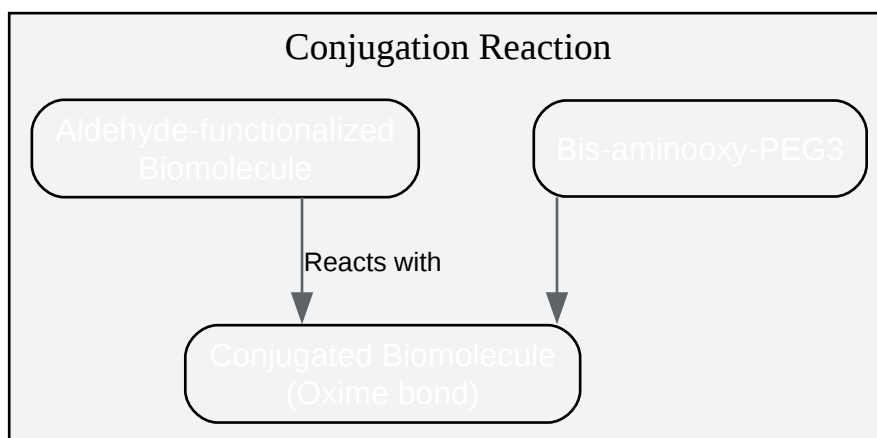 Conjugation Reaction
Aldehyde-functionalized
Biomolecule
Bis-aminooxy-PEG3
Reacts with
Conjugated Biomolecule
(Oxime bond)